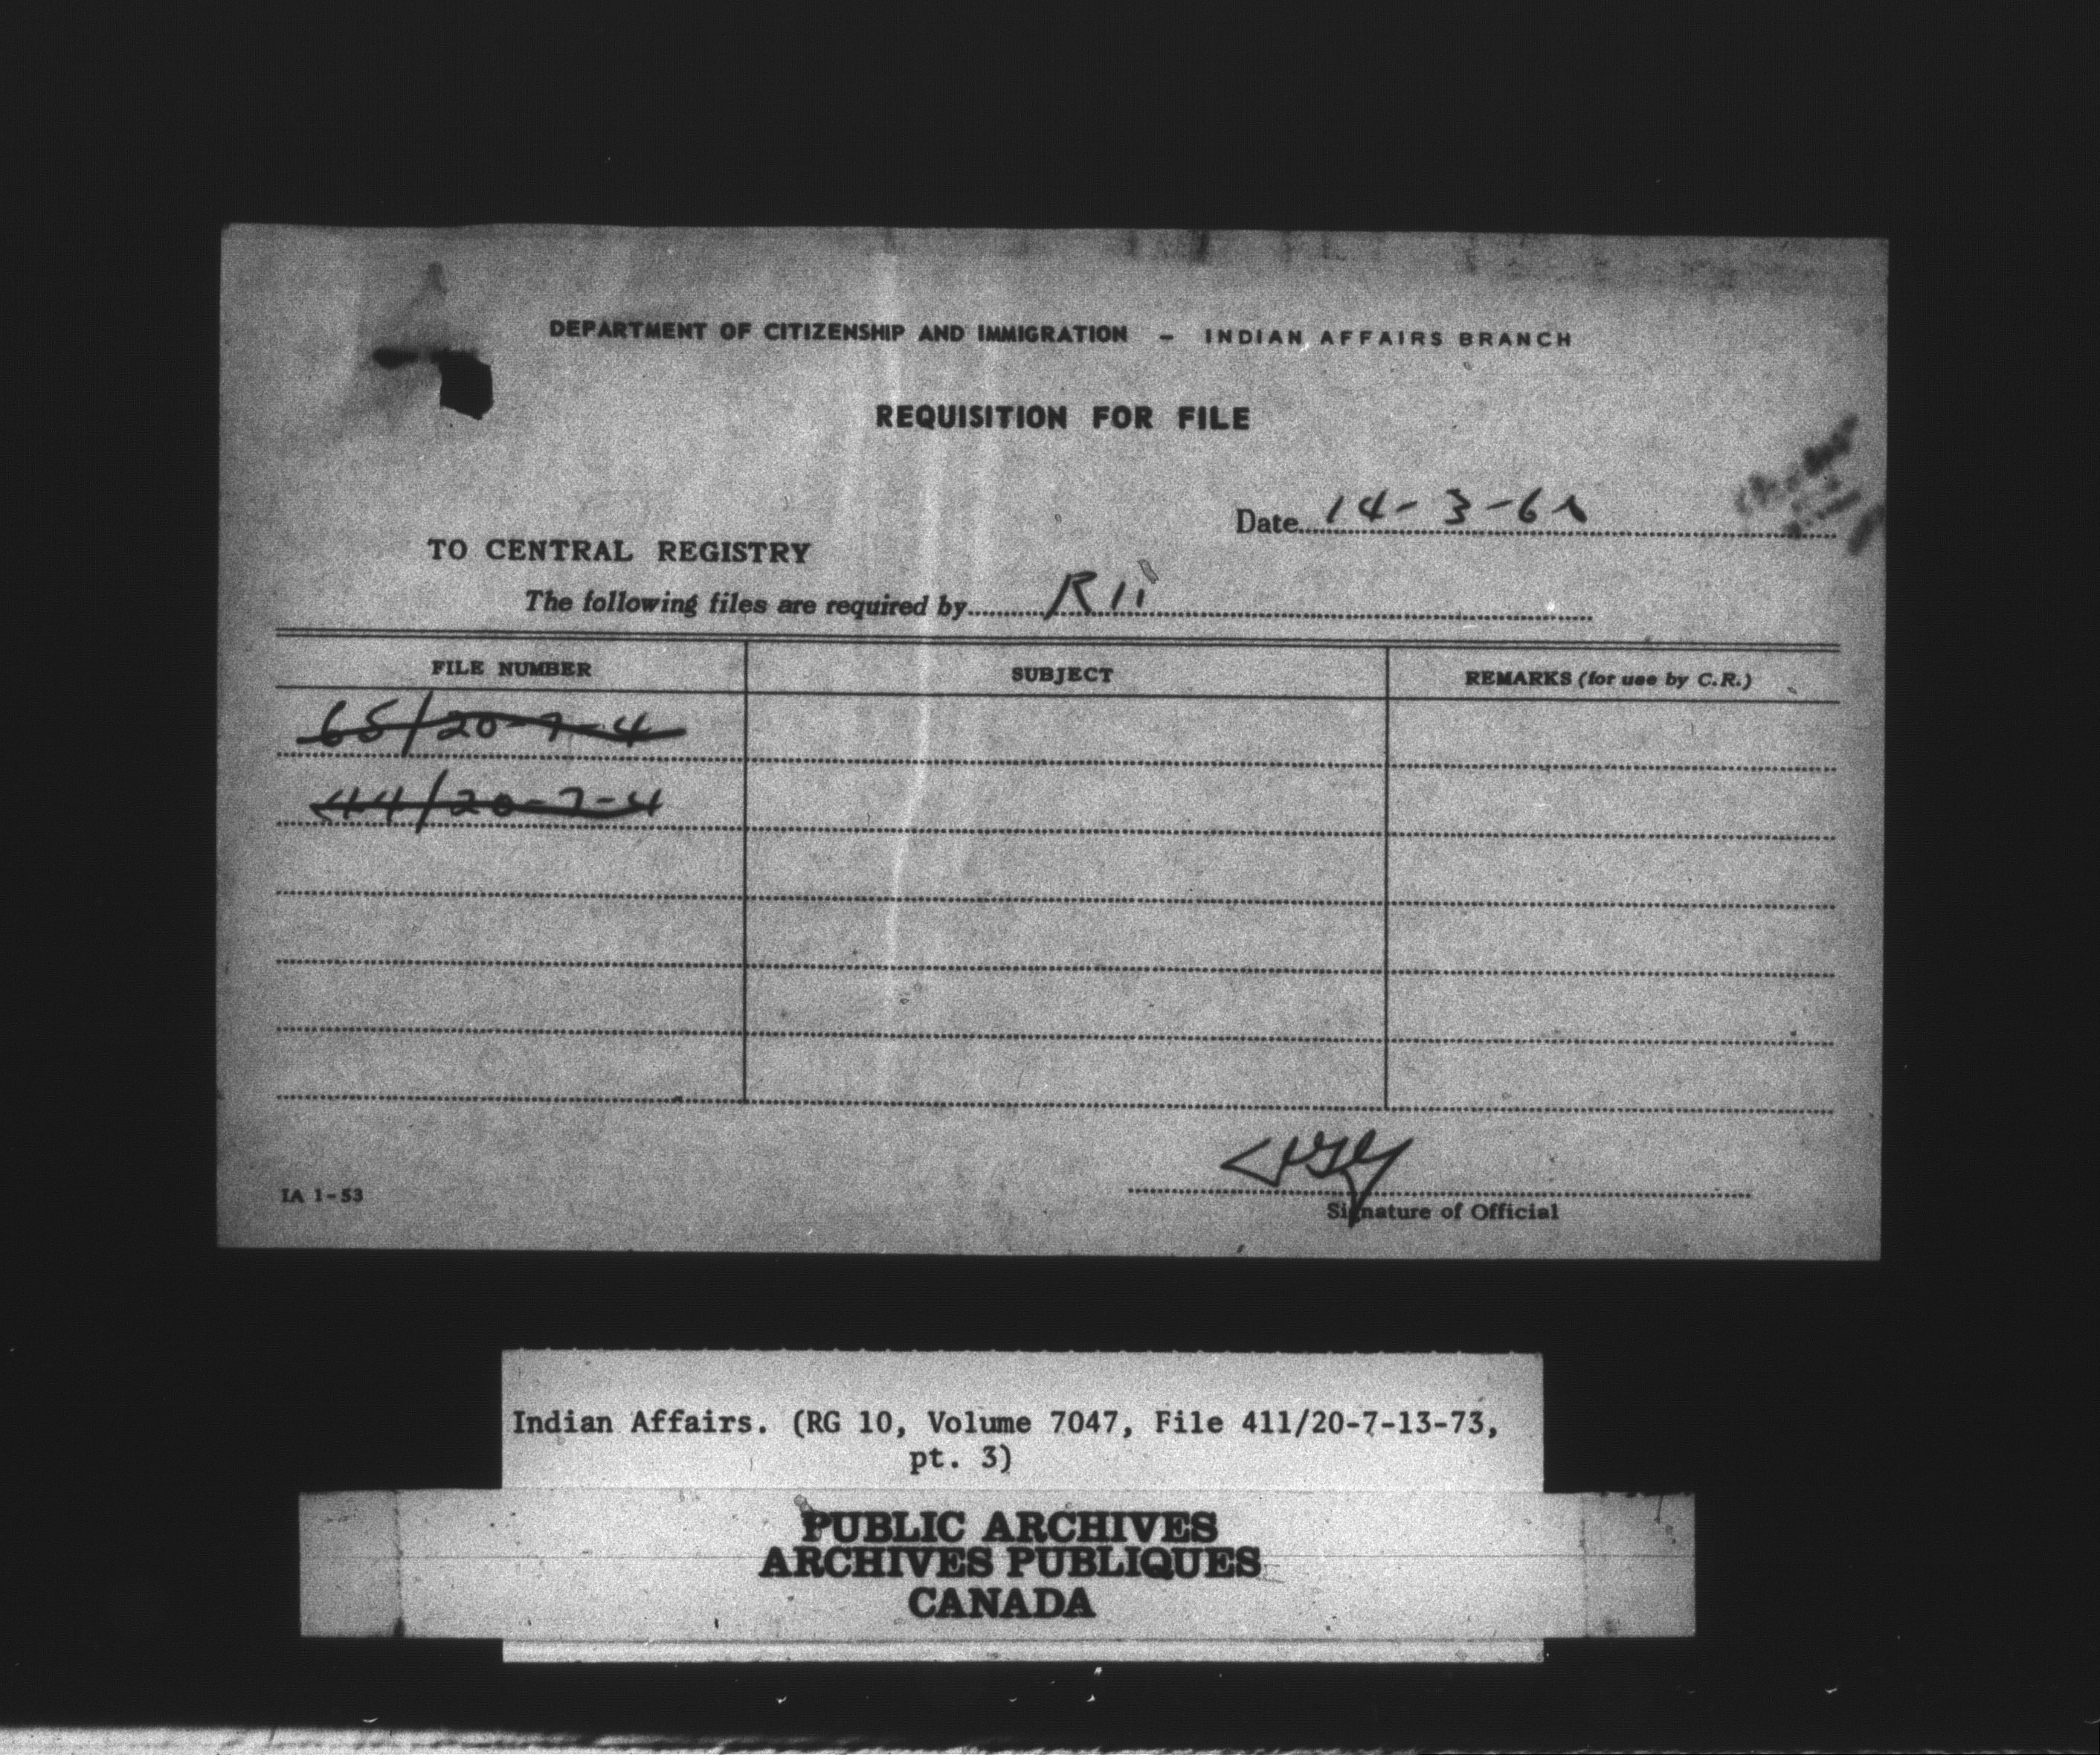 DEPARTMENT OF CITIZENSHIP AND IMMIGRATION - INDIAN AFFAIRS BRANCH
REQUISITION FOR FILE
Date 14-3-61
TO CENTRAL REGISTRY
The following files are required by R11
FILE NUMBER SUBJECT REMARKS (for use by C.R.)
65/20-7-4
44/20-7-4
IA 1-53
Signature of Official
Indian Affairs. (RG 10, Volume 7047, File 411/20-7-13-73,
pt. 3)
PUBLIC ARCHIVES
ARCHIVES PUBLIQUES
CANADA